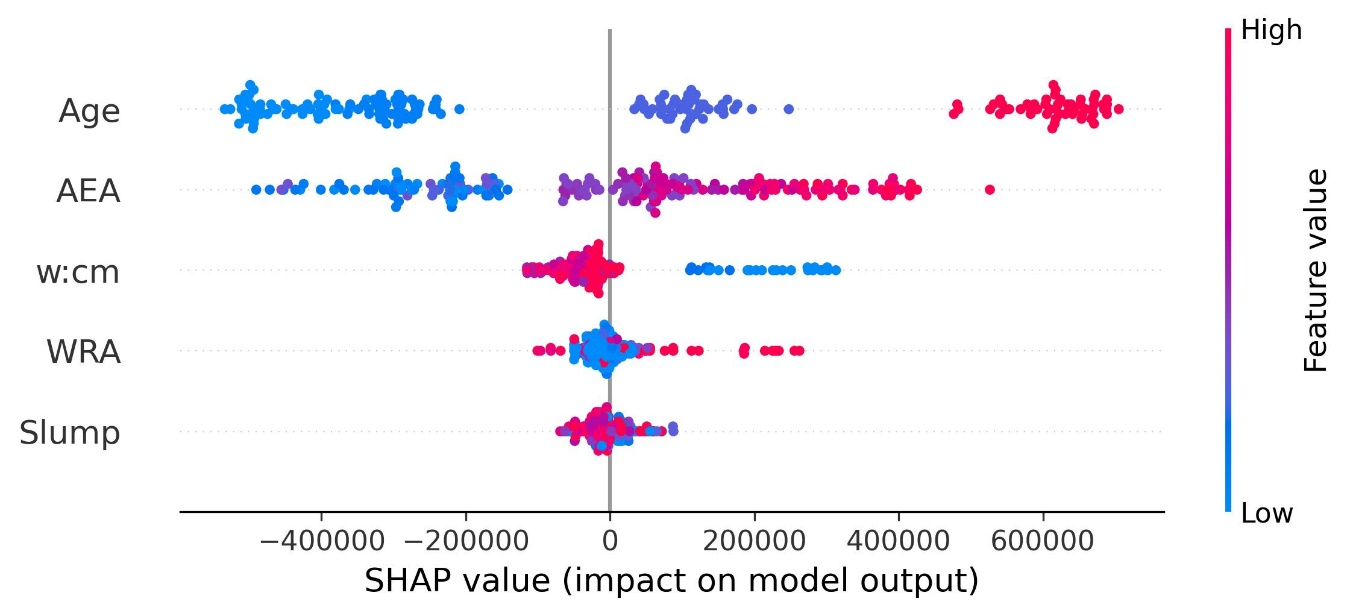 High
Age
AEA
w:cm
WRA
Slump
Feature value
Low
−400000 −200000 0 200000 400000 600000
SHAP value (impact on model output)